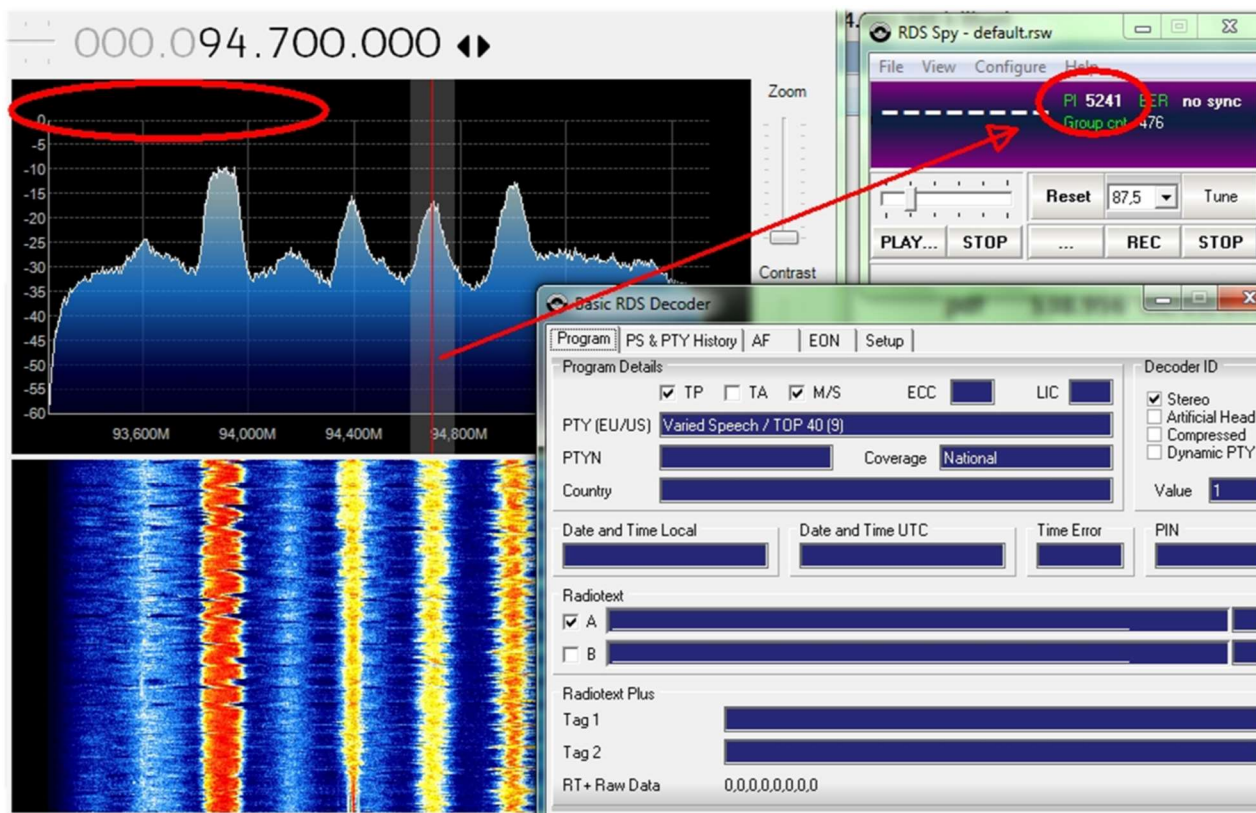 000.094.700.000
Zoom
Contrast
0
-5
-10
-15
-20
-25
-30
-35
-40
-45
-50
-55
-60
93,600M 94,000M 94,400M 94,800M
RDS Spy - default.rsw
File View Configure Help
PI 5241 BER no sync
Group cnt 476
Reset 87,5 Tune
PLAY... STOP ... REC STOP
Basic RDS Decoder
Program PS & PTY History AF EON Setup
Program Details
TP TA M/S ECC LIC
PTY (EU/US) Varied Speech / TOP 40 (9)
PTYN Coverage National
Country
Decoder ID
Stereo
Artificial Head
Compressed
Dynamic PTY
Value 1
Date and Time Local Date and Time UTC Time Error PIN
Radiotext
A
B
Radiotext Plus
Tag 1
Tag 2
RT+ Raw Data 0,0,0,0,0,0,0,0